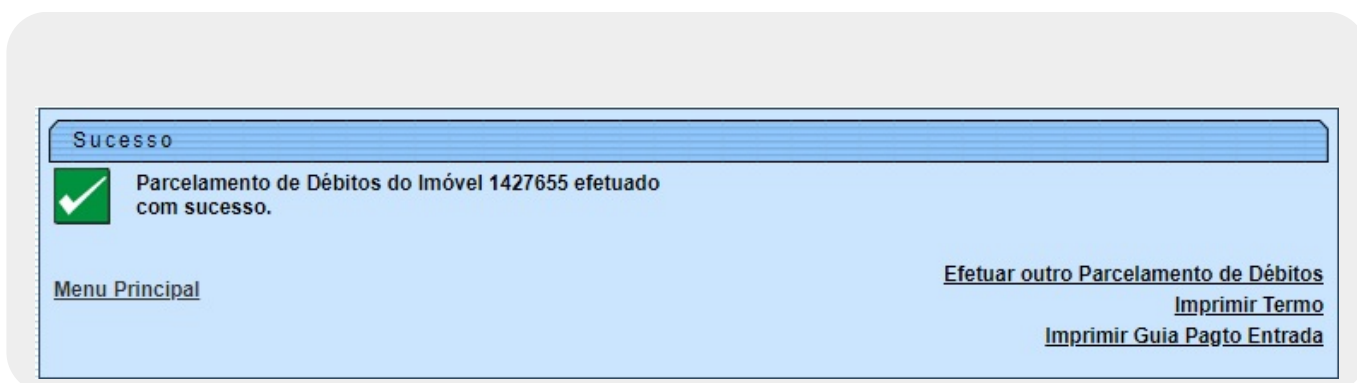 Sucesso
Parcelamento de Débitos do Imóvel 1427655 efetuado
com sucesso.
Menu Principal
Efetuar outro Parcelamento de Débitos
Imprimir Termo
Imprimir Guia Pagto Entrada